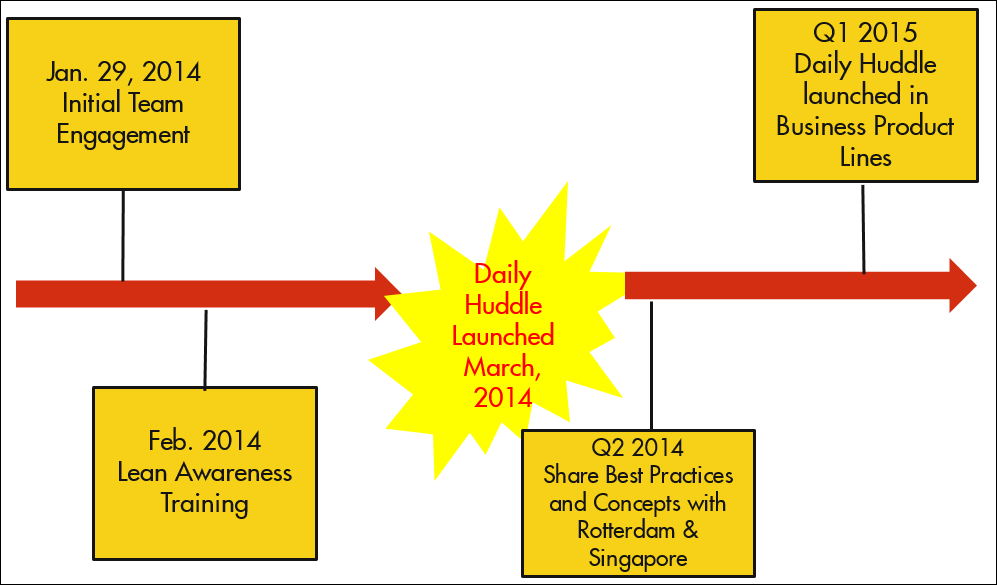 Jan. 29, 2014
Initial Team
Engagement
Feb. 2014
Lean Awareness
Training
Daily
Huddle
Launched
March,
2014
Q2 2014
Share Best Practices
and Concepts with
Rotterdam &
Singapore
Q1 2015
Daily Huddle
launched in
Business Product
Lines